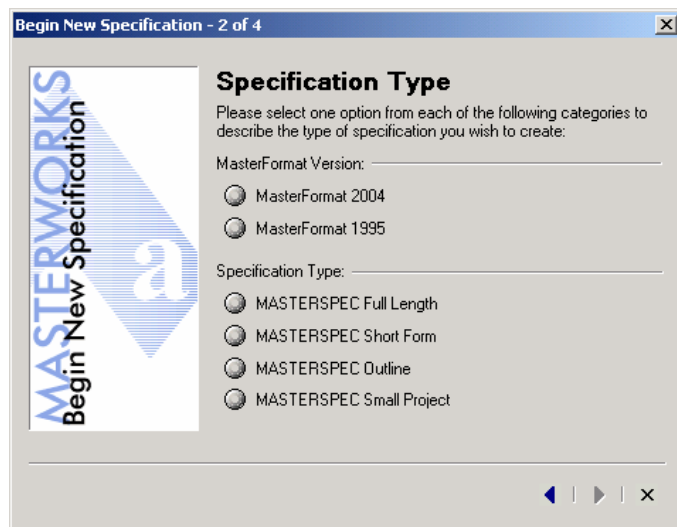 Begin New Specification - 2 of 4
MASTERWORKS
Begin New Specification
a
Specification Type
Please select one option from each of the following categories to
describe the type of specification you wish to create:
MasterFormat Version:
MasterFormat 2004
MasterFormat 1995
Specification Type:
MASTERSPEC Full Length
MASTERSPEC Short Form
MASTERSPEC Outline
MASTERSPEC Small Project